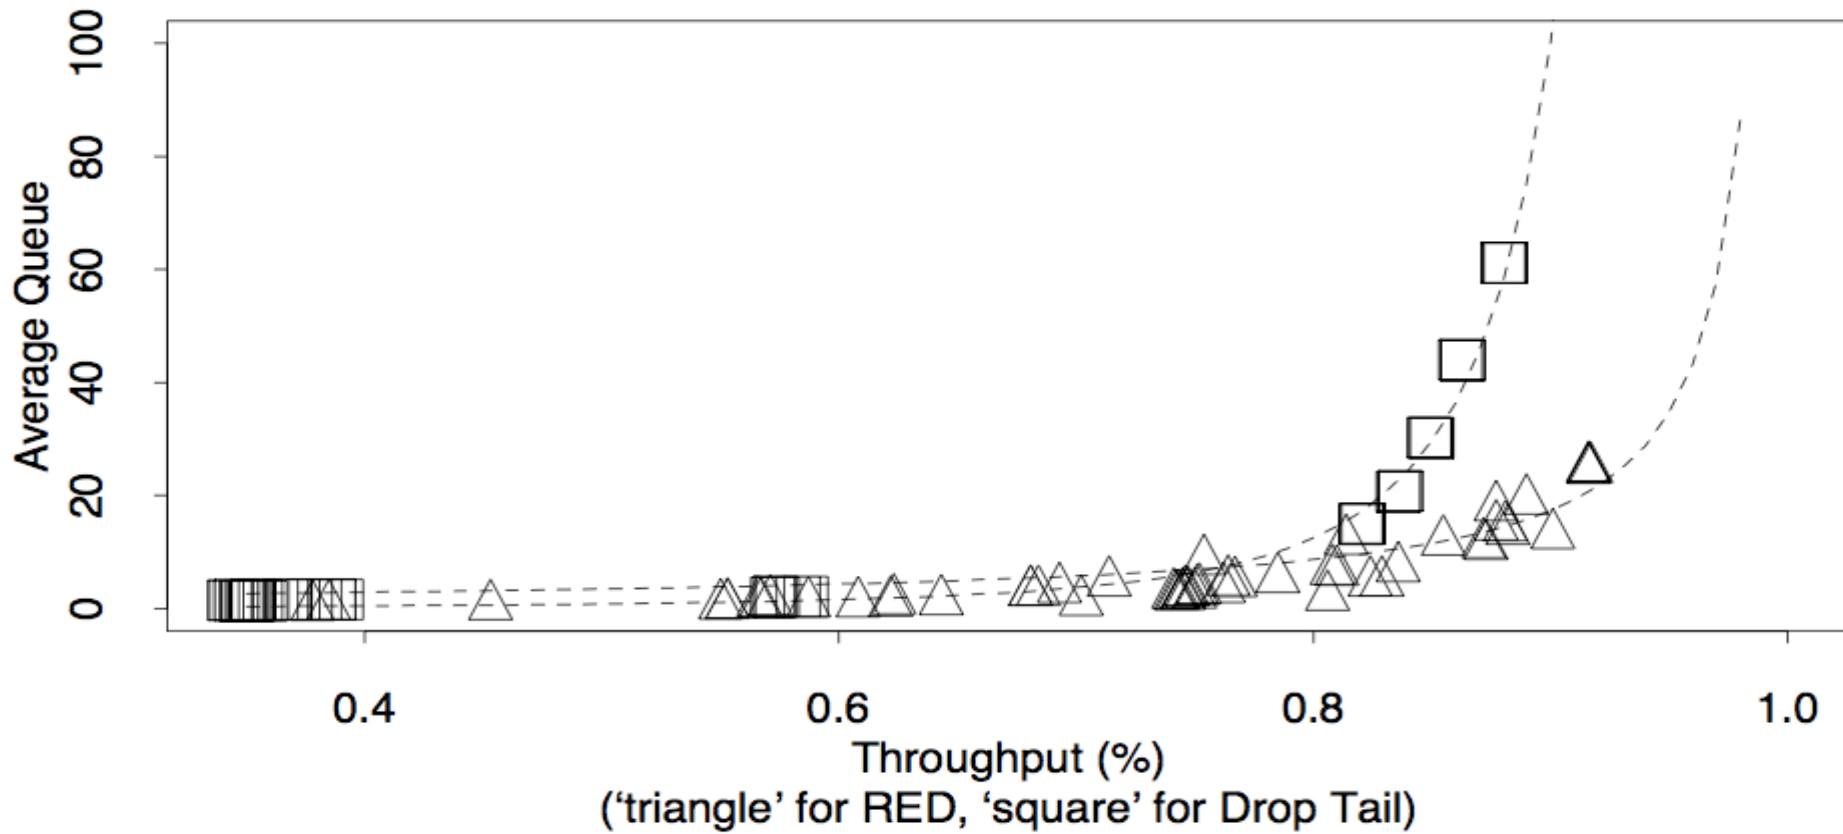 Average Queue
100
80
60
40
20
0
0.4 0.6 0.8 1.0
Throughput (%)
(‘triangle’ for RED, ‘square’ for Drop Tail)